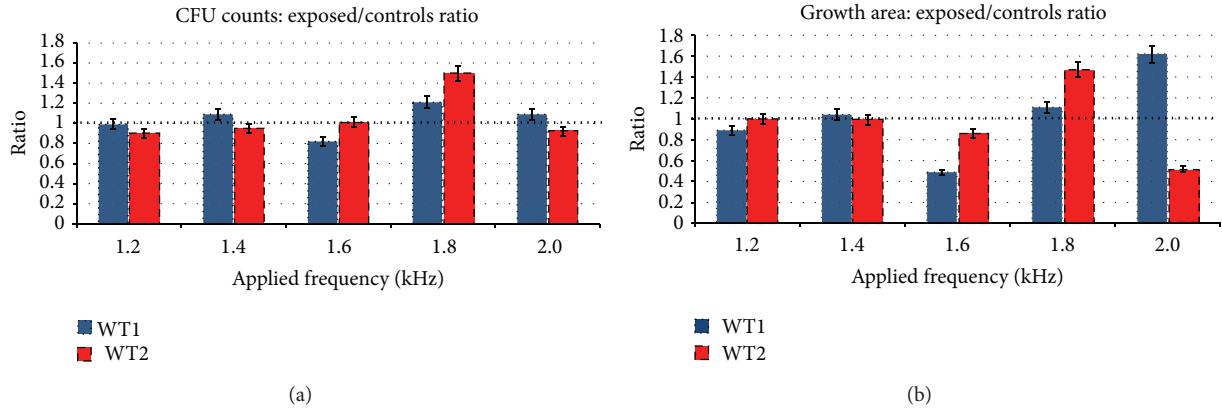 CFU counts: exposed/controls ratio
1.8
1.6
1.4
1.2
1
0.8
0.6
0.4
0.2
0
Ratio
1.2 1.4 1.6 1.8 2.0
Applied frequency (kHz)
WT1
WT2
(a)
Growth area: exposed/controls ratio
1.8
1.6
1.4
1.2
1
0.8
0.6
0.4
0.2
0
Ratio
1.2 1.4 1.6 1.8 2.0
Applied frequency (kHz)
WT1
WT2
(b)